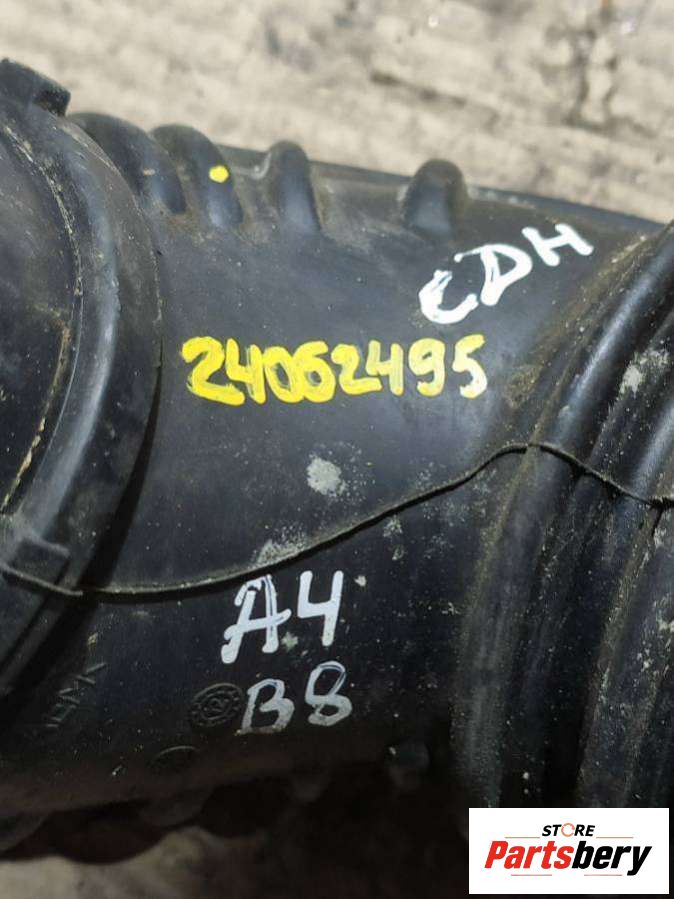 CDH
24062495
A4
B8
STORE
Partsbery